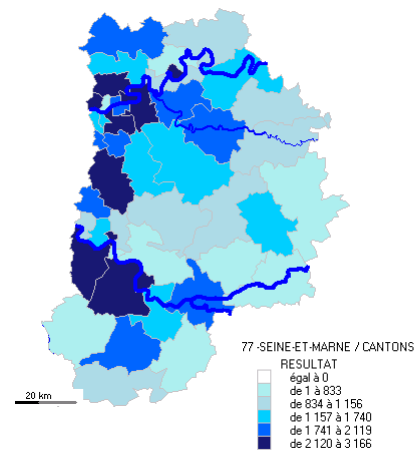 77 -SEINE-ET-MARNE / CANTONS
RESULTAT
égal à 0
de 1 à 833
de 834 à 1 156
de 1 157 à 1 740
de 1 741 à 2 119
de 2 120 à 3 166
20 km